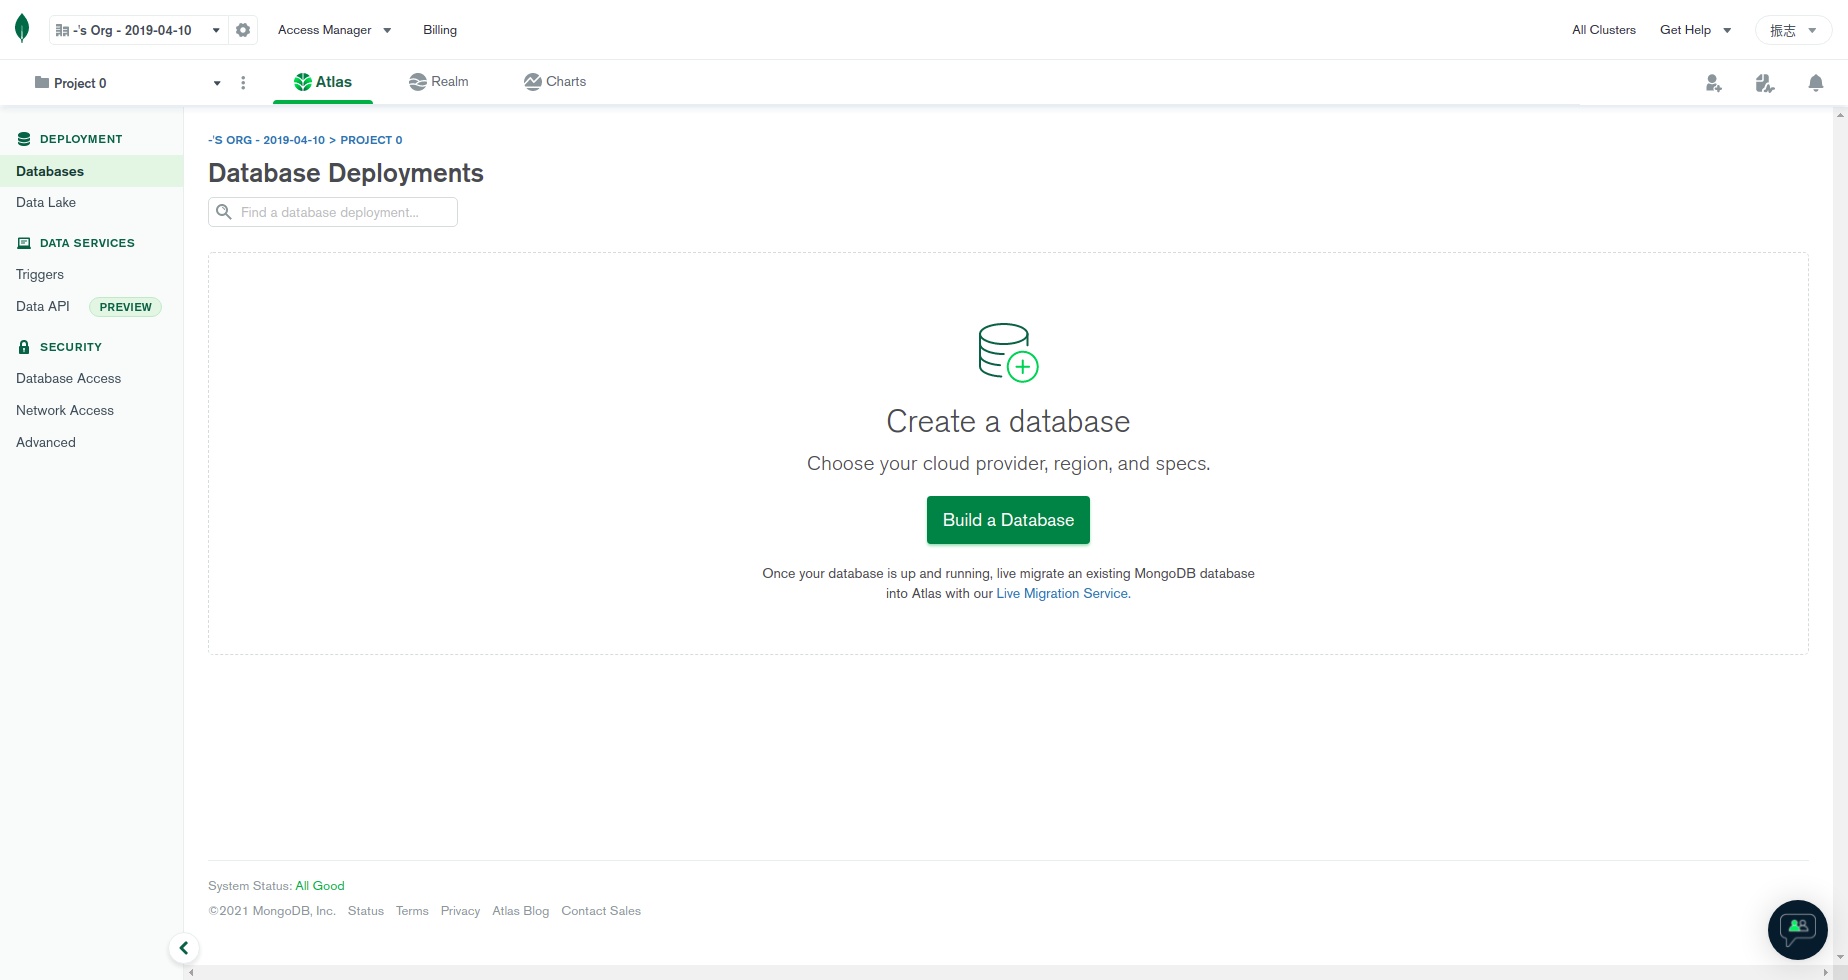 -'s Org - 2019-04-10
Access Manager
Billing
All Clusters
Get Help
振志
Project 0
Atlas
Realm
Charts
DEPLOYMENT
Databases
Data Lake
DATA SERVICES
Triggers
Data API
PREVIEW
SECURITY
Database Access
Network Access
Advanced
-'S ORG - 2019-04-10 > PROJECT 0
Database Deployments
Find a database deployment...
Create a database
Choose your cloud provider, region, and specs.
Build a Database
Once your database is up and running, live migrate an existing MongoDB database
into Atlas with our Live Migration Service.
System Status: All Good
©2021 MongoDB, Inc. Status Terms Privacy Atlas Blog Contact Sales